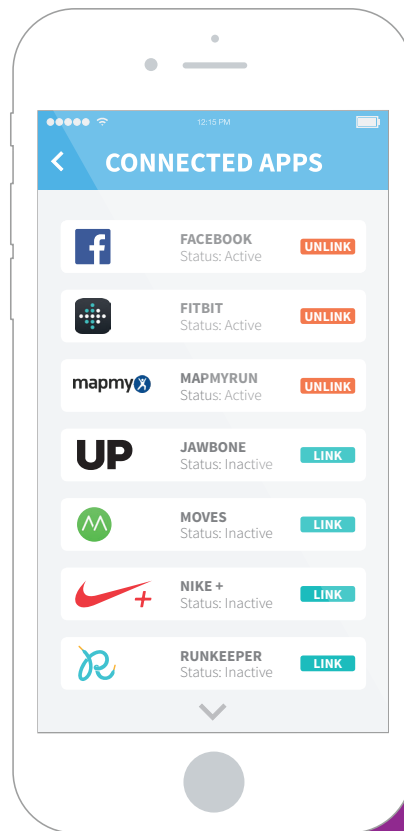 12:15 PM
CONNECTED APPS
f
FACEBOOK
Status: Active
UNLINK
FITBIT
Status: Active
UNLINK
mapmy
MAPMYRUN
Status: Active
UNLINK
UP
JAWBONE
Status: Inactive
LINK
MOVES
Status: Inactive
LINK
NIKE +
Status: Inactive
LINK
RUNKEEPER
Status: Inactive
LINK